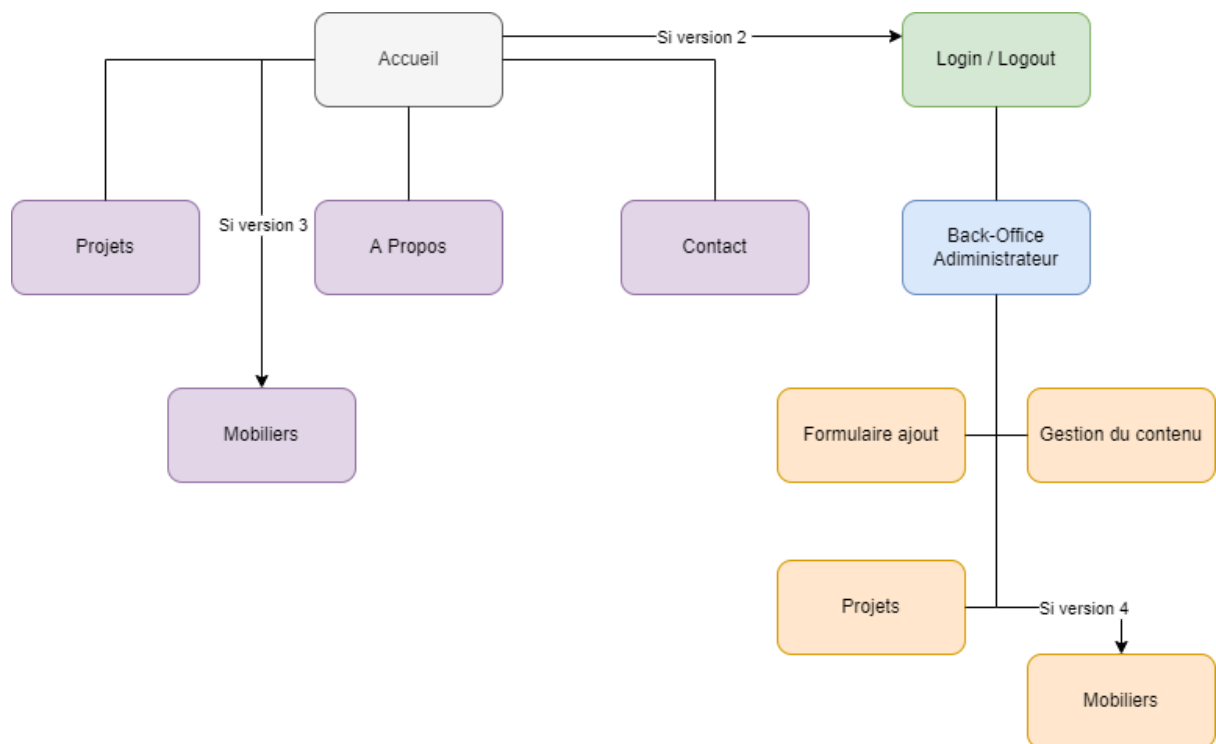 Si version 2
Accueil
Login / Logout
Si version 3
Projets
A Propos
Contact
Back-Office
Adiministrateur
Mobiliers
Formulaire ajout
Gestion du contenu
Projets
Si version 4
Mobiliers